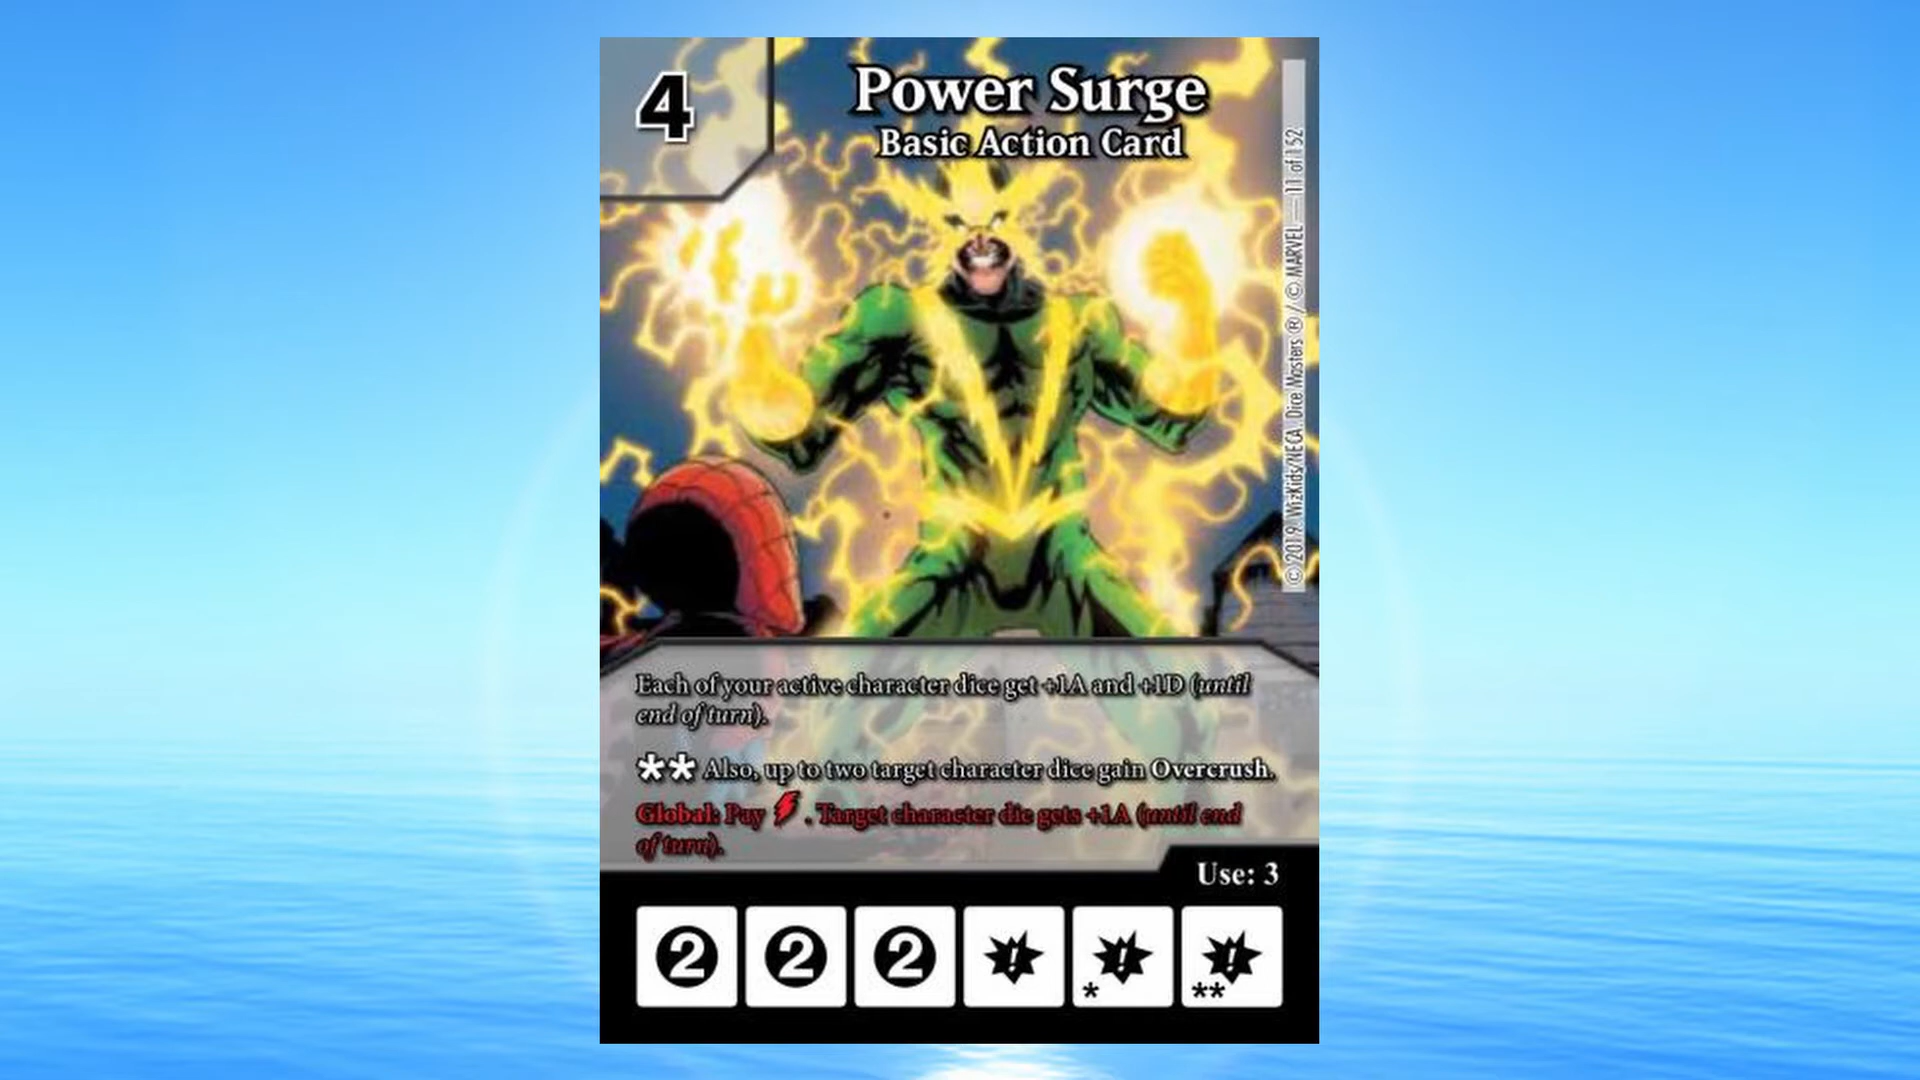 4
Power Surge
Basic Action Card
© 2019 WizKids/NECA. Dice Masters ® / © MARVEL — 11 of 152
Each of your active character dice get +1A and +1D (until
end of turn).
** Also, up to two target character dice gain Overcrush.
Global: Pay . Target character die gets +1A (until end
of turn).
Use: 3
2 2 2 ! ! !
* **